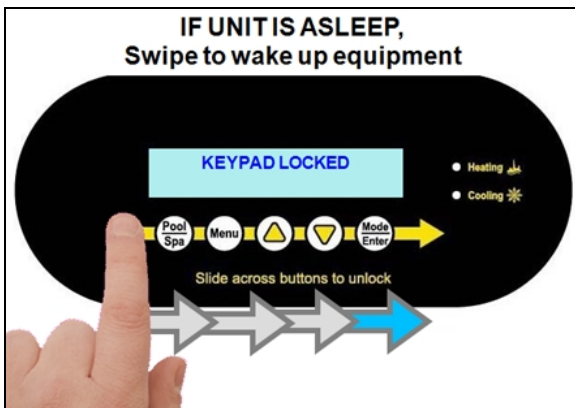 IF UNIT IS ASLEEP,
Swipe to wake up equipment
KEYPAD LOCKED
Heating
Cooling
Pool
Spa
Menu
Mode
Enter
Slide across buttons to unlock